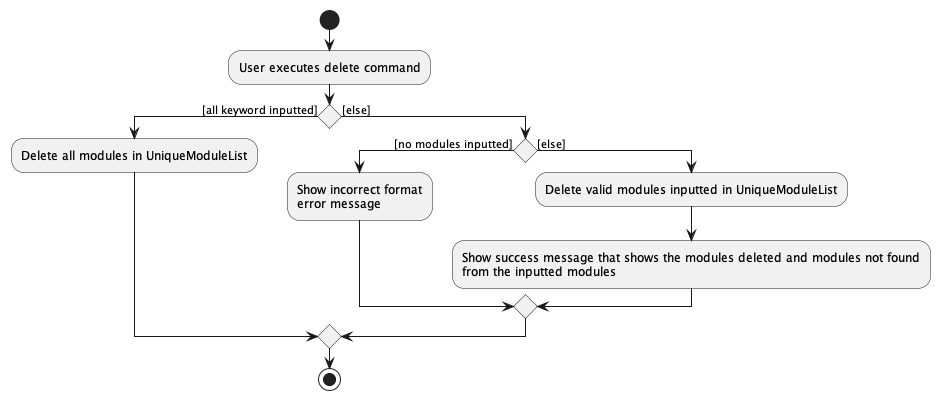 User executes delete command
[all keyword inputted]
[else]
Delete all modules in UniqueModuleList
[no modules inputted]
[else]
Show incorrect format
error message
Delete valid modules inputted in UniqueModuleList
Show success message that shows the modules deleted and modules not found
from the inputted modules